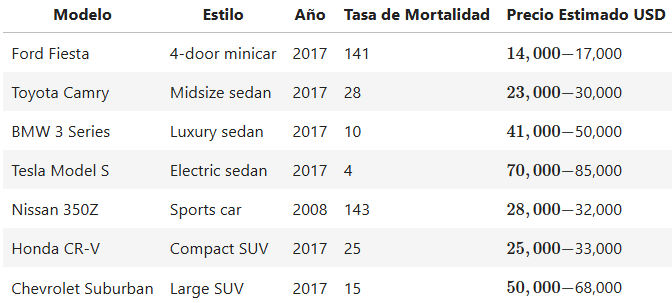 Modelo Estilo Año Tasa de Mortalidad Precio Estimado USD
Ford Fiesta 4-door minicar 2017 141 14,000—17,000
Toyota Camry Midsize sedan 2017 28 23,000—30,000
BMW 3 Series Luxury sedan 2017 10 41,000—50,000
Tesla Model S Electric sedan 2017 4 70,000—85,000
Nissan 350Z Sports car 2008 143 28,000—32,000
Honda CR-V Compact SUV 2017 25 25,000—33,000
Chevrolet Suburban Large SUV 2017 15 50,000—68,000